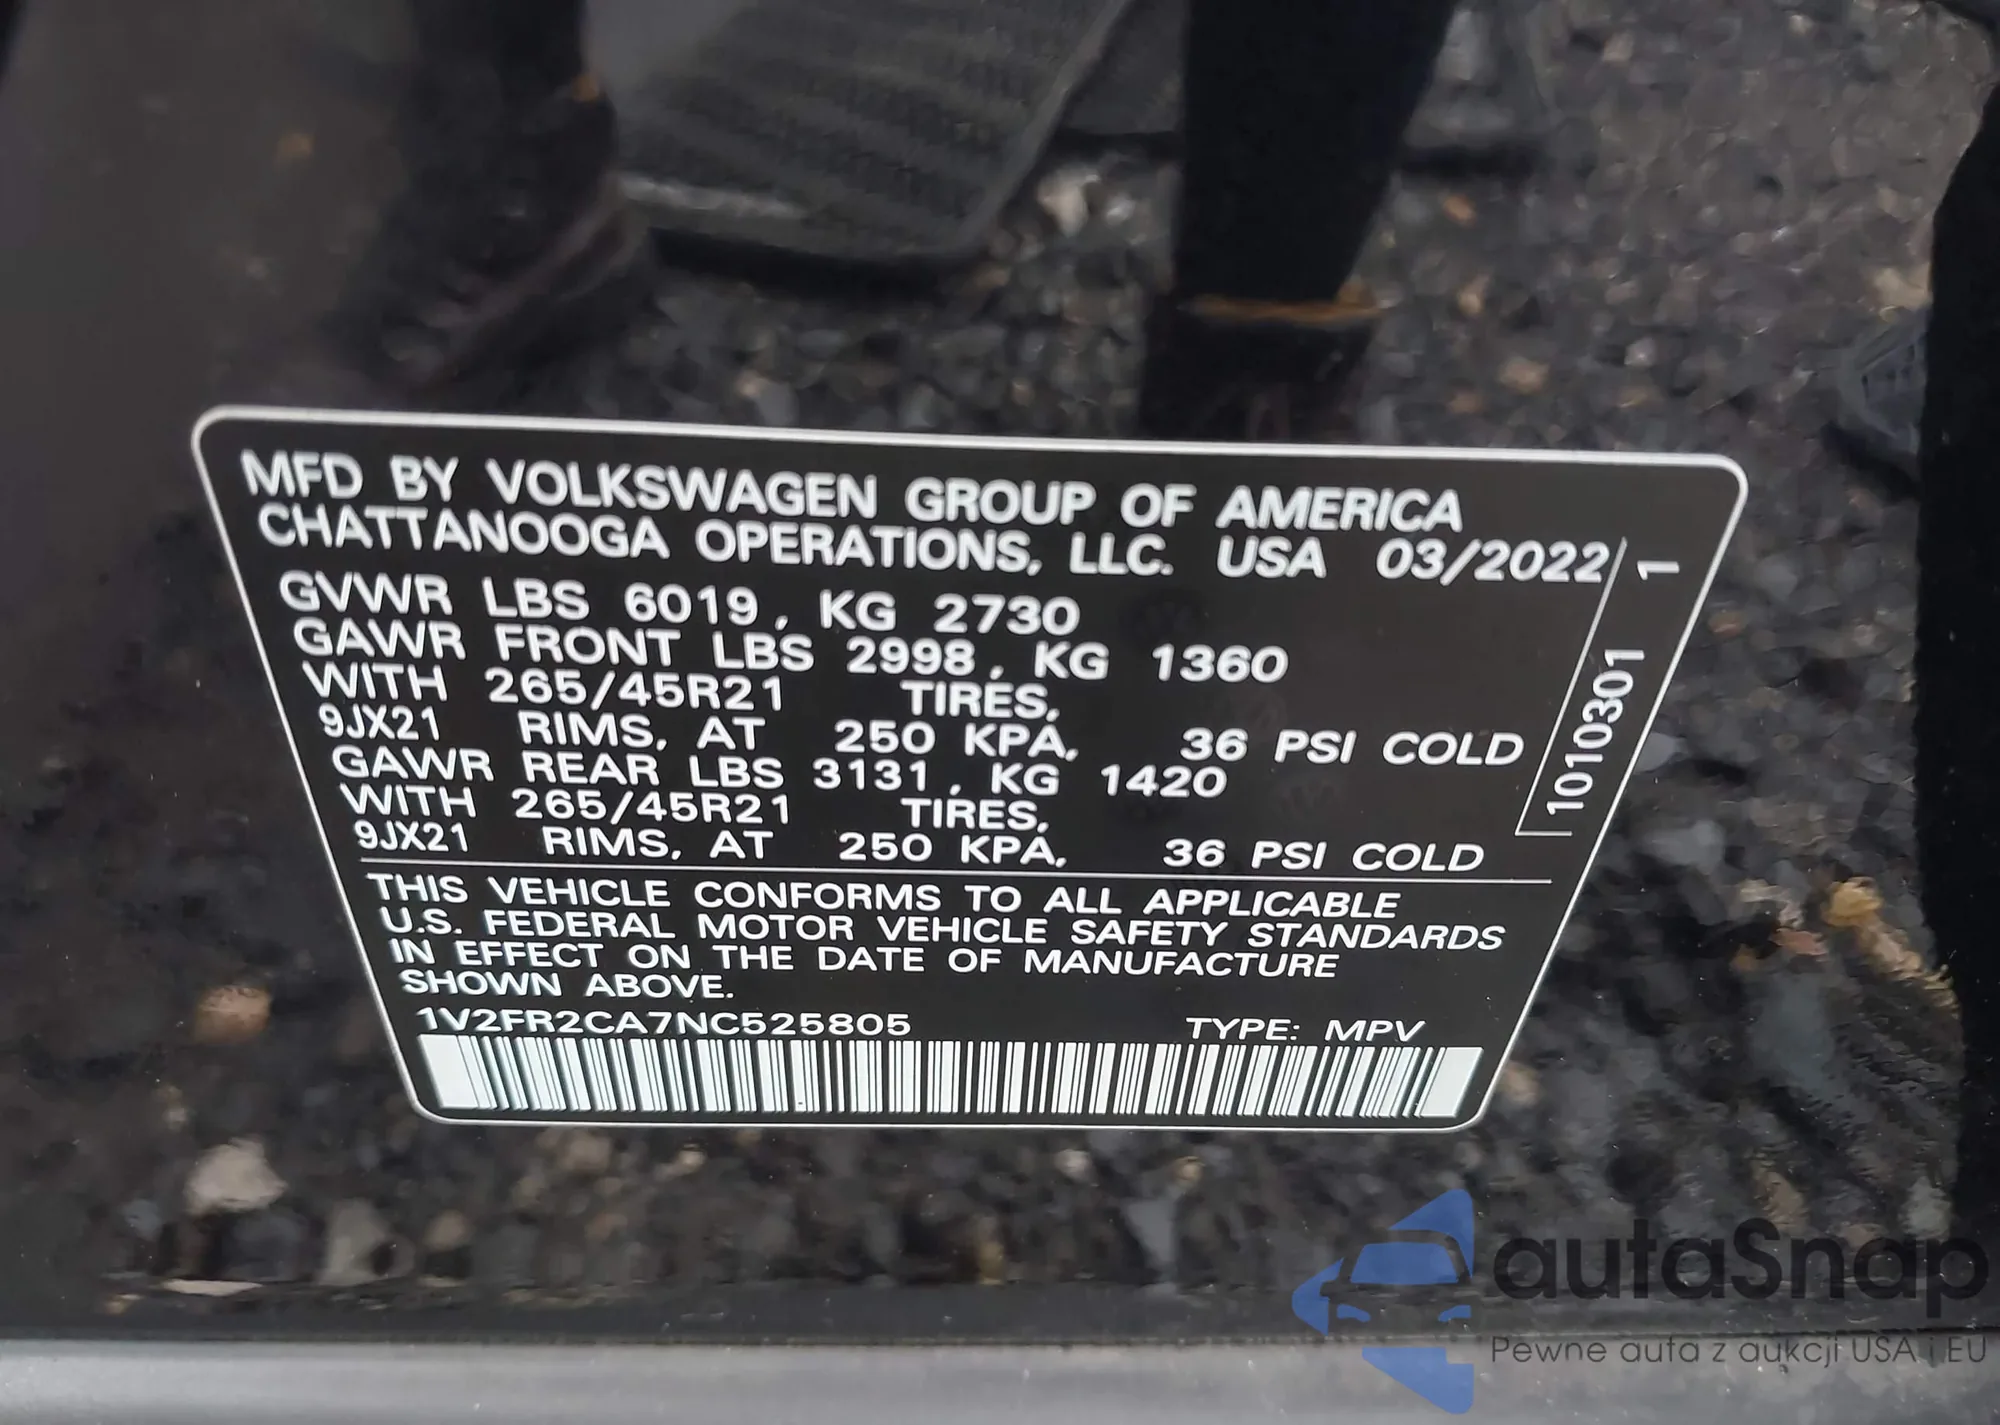 MFD BY VOLKSWAGEN GROUP OF AMERICA
CHATTANOOGA OPERATIONS, LLC. USA 03/2022
GVWR LBS 6019, KG 2730
GAWR FRONT LBS 2998, KG 1360
WITH 265/45R21 TIRES,
9JX21 RIMS, AT 250 KPA, 36 PSI COLD
GAWR REAR LBS 3131, KG 1420
WITH 265/45R21 TIRES,
9JX21 RIMS, AT 250 KPA, 36 PSI COLD
1010301 1
THIS VEHICLE CONFORMS TO ALL APPLICABLE
U.S. FEDERAL MOTOR VEHICLE SAFETY STANDARDS
IN EFFECT ON THE DATE OF MANUFACTURE
SHOWN ABOVE.
1V2FR2CA7NC525805 TYPE: MPV
autaSnap
Pewne auta z aukcji USA i EU